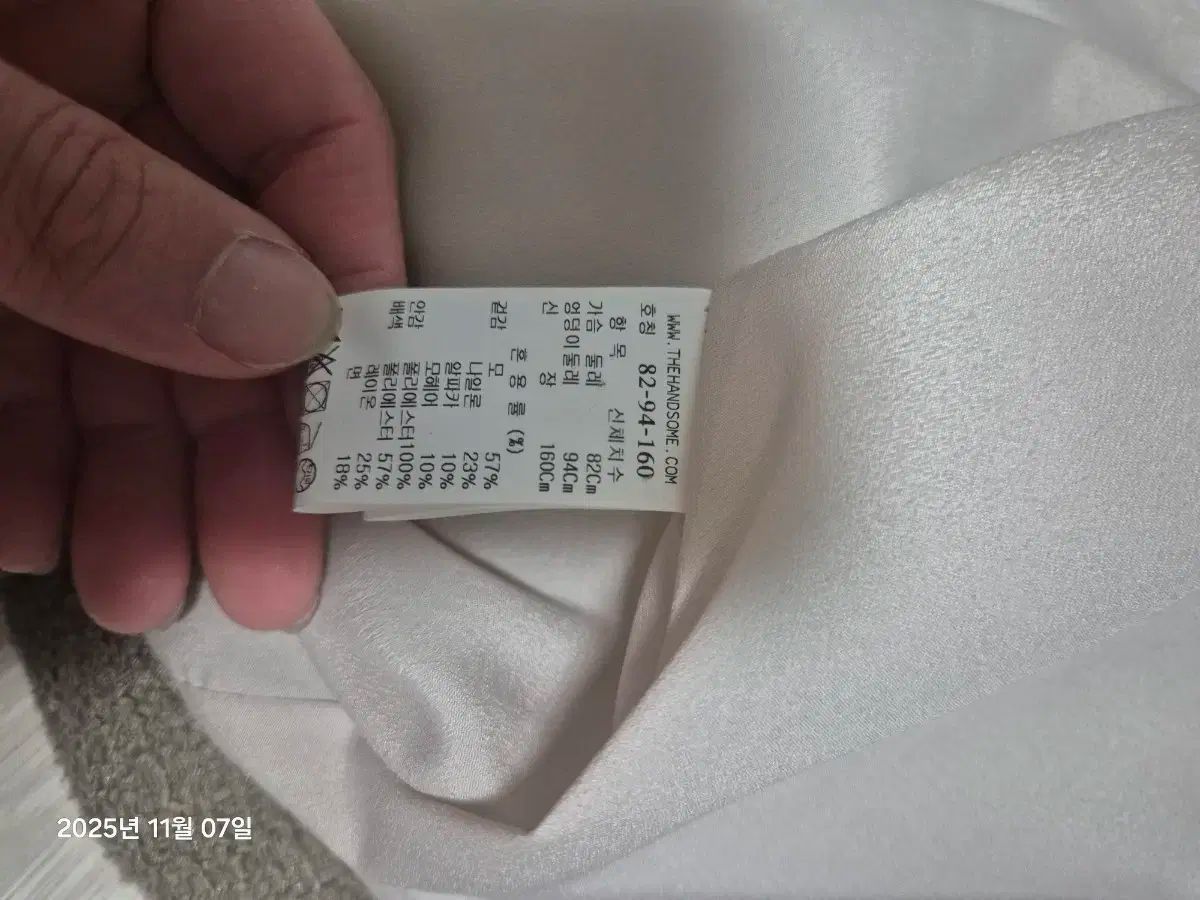 WWW.THEHANDSOME.COM
호칭 82-94-160
항목 신체치수
가슴 둘레 82Cm
엉덩이둘레 94Cm
신 장 160Cm
혼 용 률 (%)
겉감 모 57%
나일론 23%
알파카 10%
모헤어 10%
안감 폴리에스터100%
배색 폴리에스터 57%
레이온 25%
면 18%
2025년 11월 07일